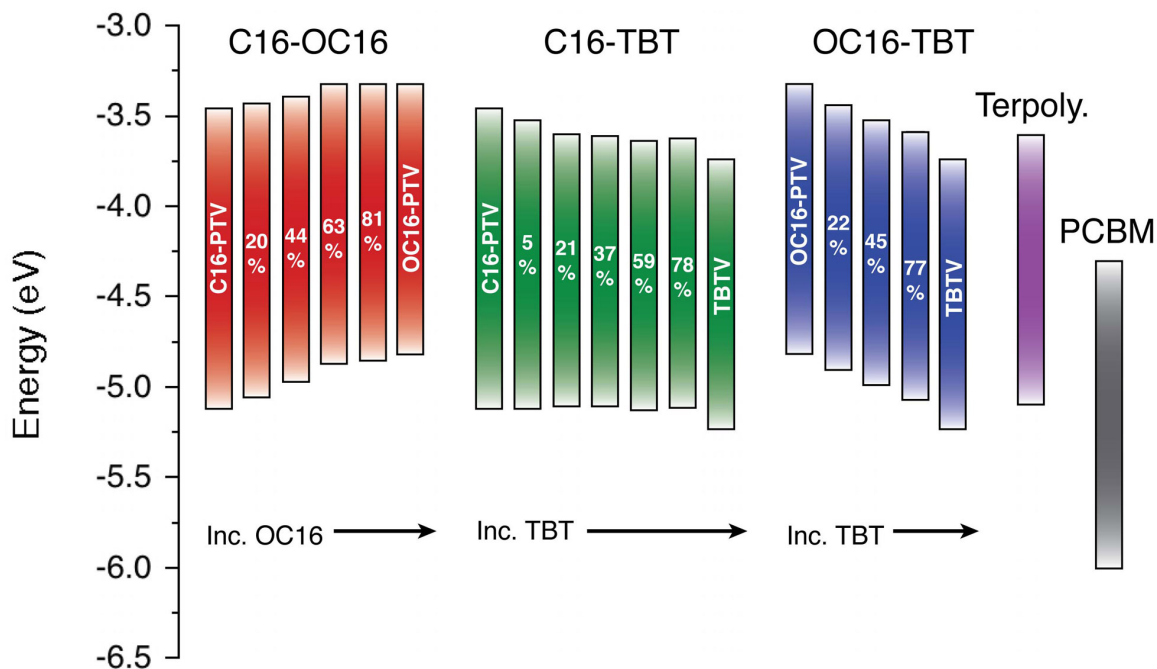 C16-OC16
C16-TBT
OC16-TBT
Terpoly.
PCBM
Energy (eV)
-3.0
-3.5
-4.0
-4.5
-5.0
-5.5
-6.0
-6.5
C16-PTV
20
%
44
%
63
%
81
%
OC16-PTV
C16-PTV
5
%
21
%
37
%
59
%
78
%
TBTV
OC16-PTV
22
%
45
%
77
%
TBTV
Inc. OC16
Inc. TBT
Inc. TBT